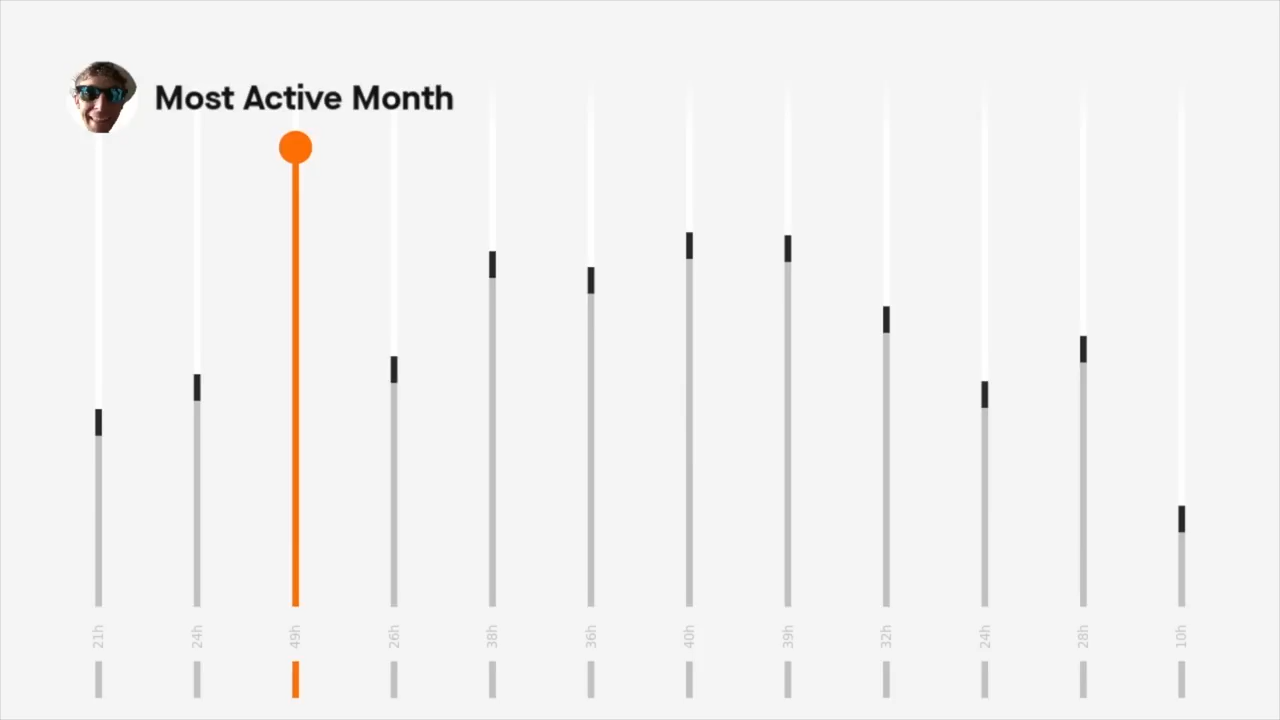 Most Active Month
21h
24h
49h
26h
38h
36h
40h
39h
32h
24h
28h
10h